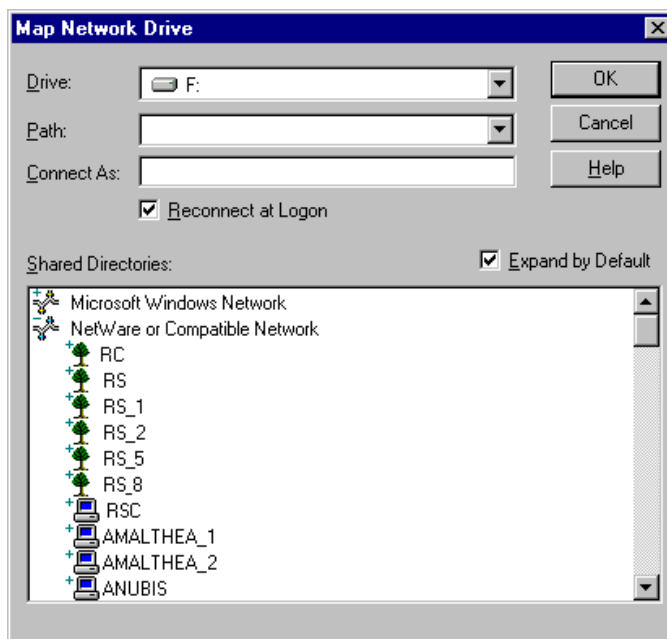 Map Network Drive
Drive: F: OK
Path: Cancel
Connect As: Help
Reconnect at Logon
Shared Directories: Expand by Default
Microsoft Windows Network
NetWare or Compatible Network
RC
RS
RS_1
RS_2
RS_5
RS_8
RSC
AMALTHEA_1
AMALTHEA_2
ANUBIS